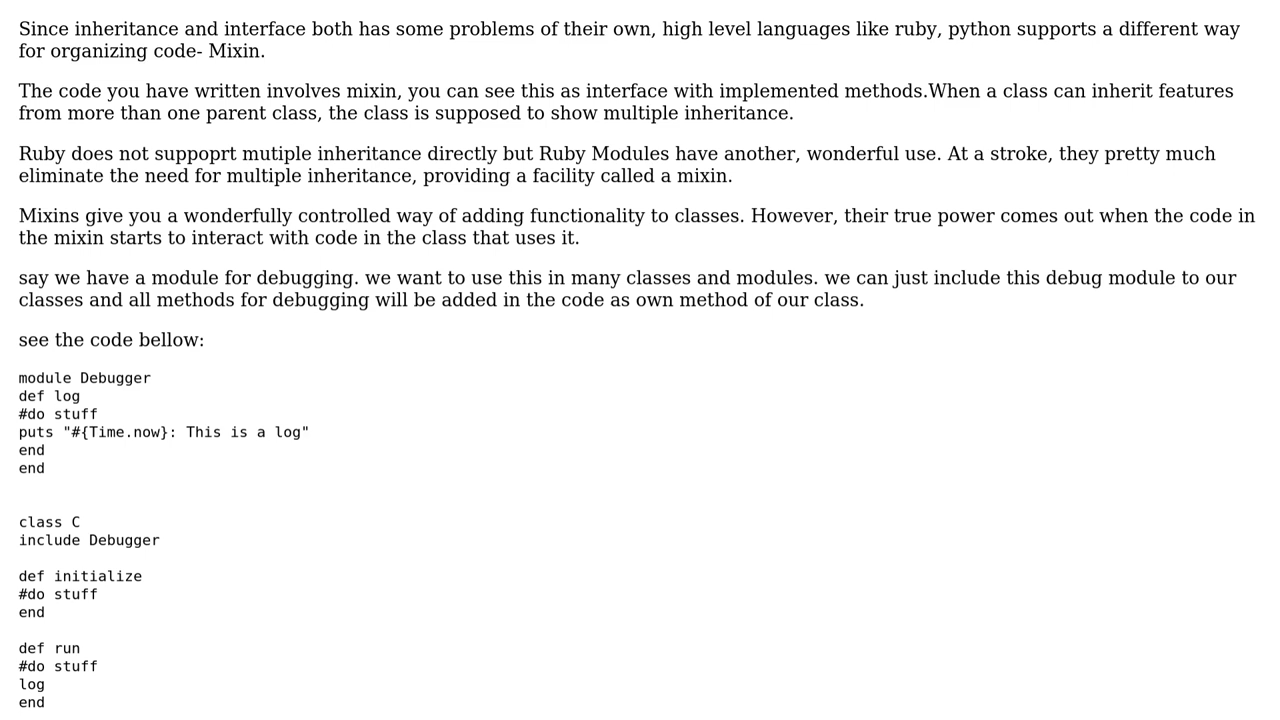 Since inheritance and interface both has some problems of their own, high level languages like ruby, python supports a different way
for organizing code- Mixin.
The code you have written involves mixin, you can see this as interface with implemented methods.When a class can inherit features
from more than one parent class, the class is supposed to show multiple inheritance.
Ruby does not suppoprt mutiple inheritance directly but Ruby Modules have another, wonderful use. At a stroke, they pretty much
eliminate the need for multiple inheritance, providing a facility called a mixin.
Mixins give you a wonderfully controlled way of adding functionality to classes. However, their true power comes out when the code in
the mixin starts to interact with code in the class that uses it.
say we have a module for debugging. we want to use this in many classes and modules. we can just include this debug module to our
classes and all methods for debugging will be added in the code as own method of our class.
see the code bellow:
module Debugger
def log
#do stuff
puts "#{Time.now}: This is a log"
end
end
class C
include Debugger
def initialize
#do stuff
end
def run
#do stuff
log
end